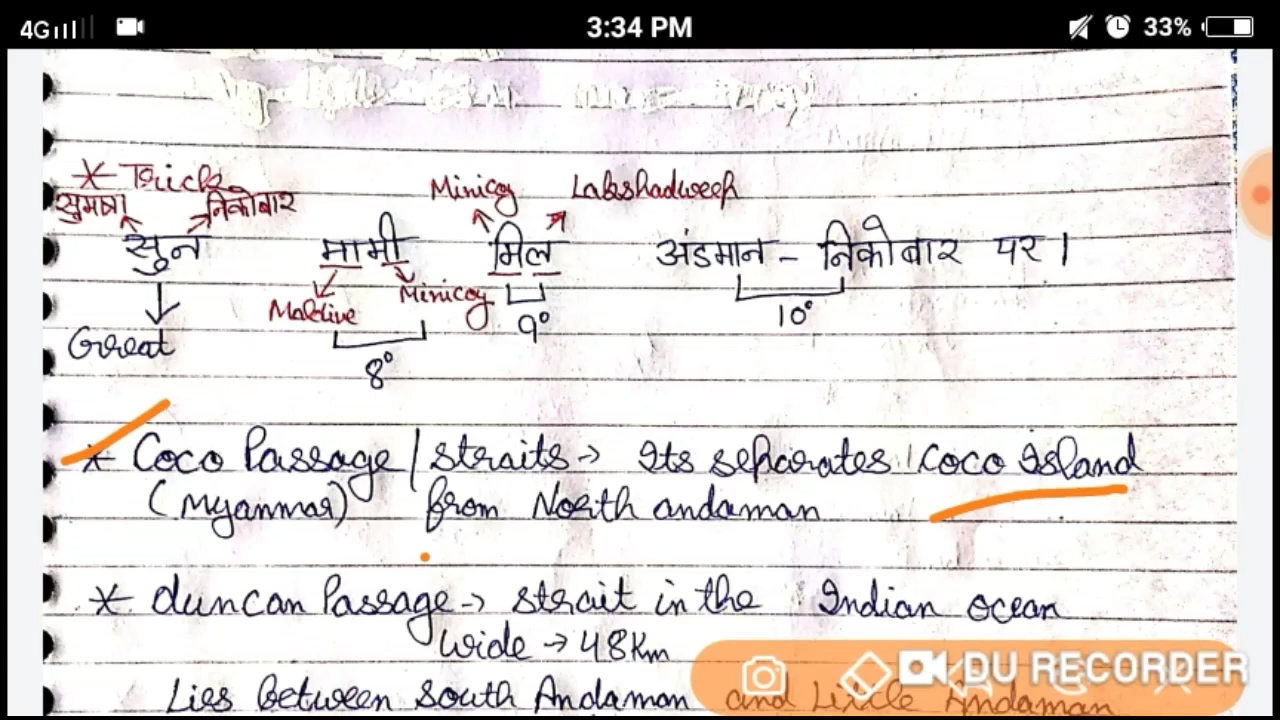 4G 3:34 PM 33%
* Trick
सुमात्रा निकोबार Minicoy Lakshadweep
सुन मामी मिल अंडमान - निकोबार पर।
Maldive Minicoy 9° 10°
Great 8°
* Coco Passage / straits → Its separates Coco Island
(Myanmar) from North andaman
* duncan Passage → strait in the Indian ocean
wide → 48Km
Lies between South Andaman and Little Andaman
DU RECORDER